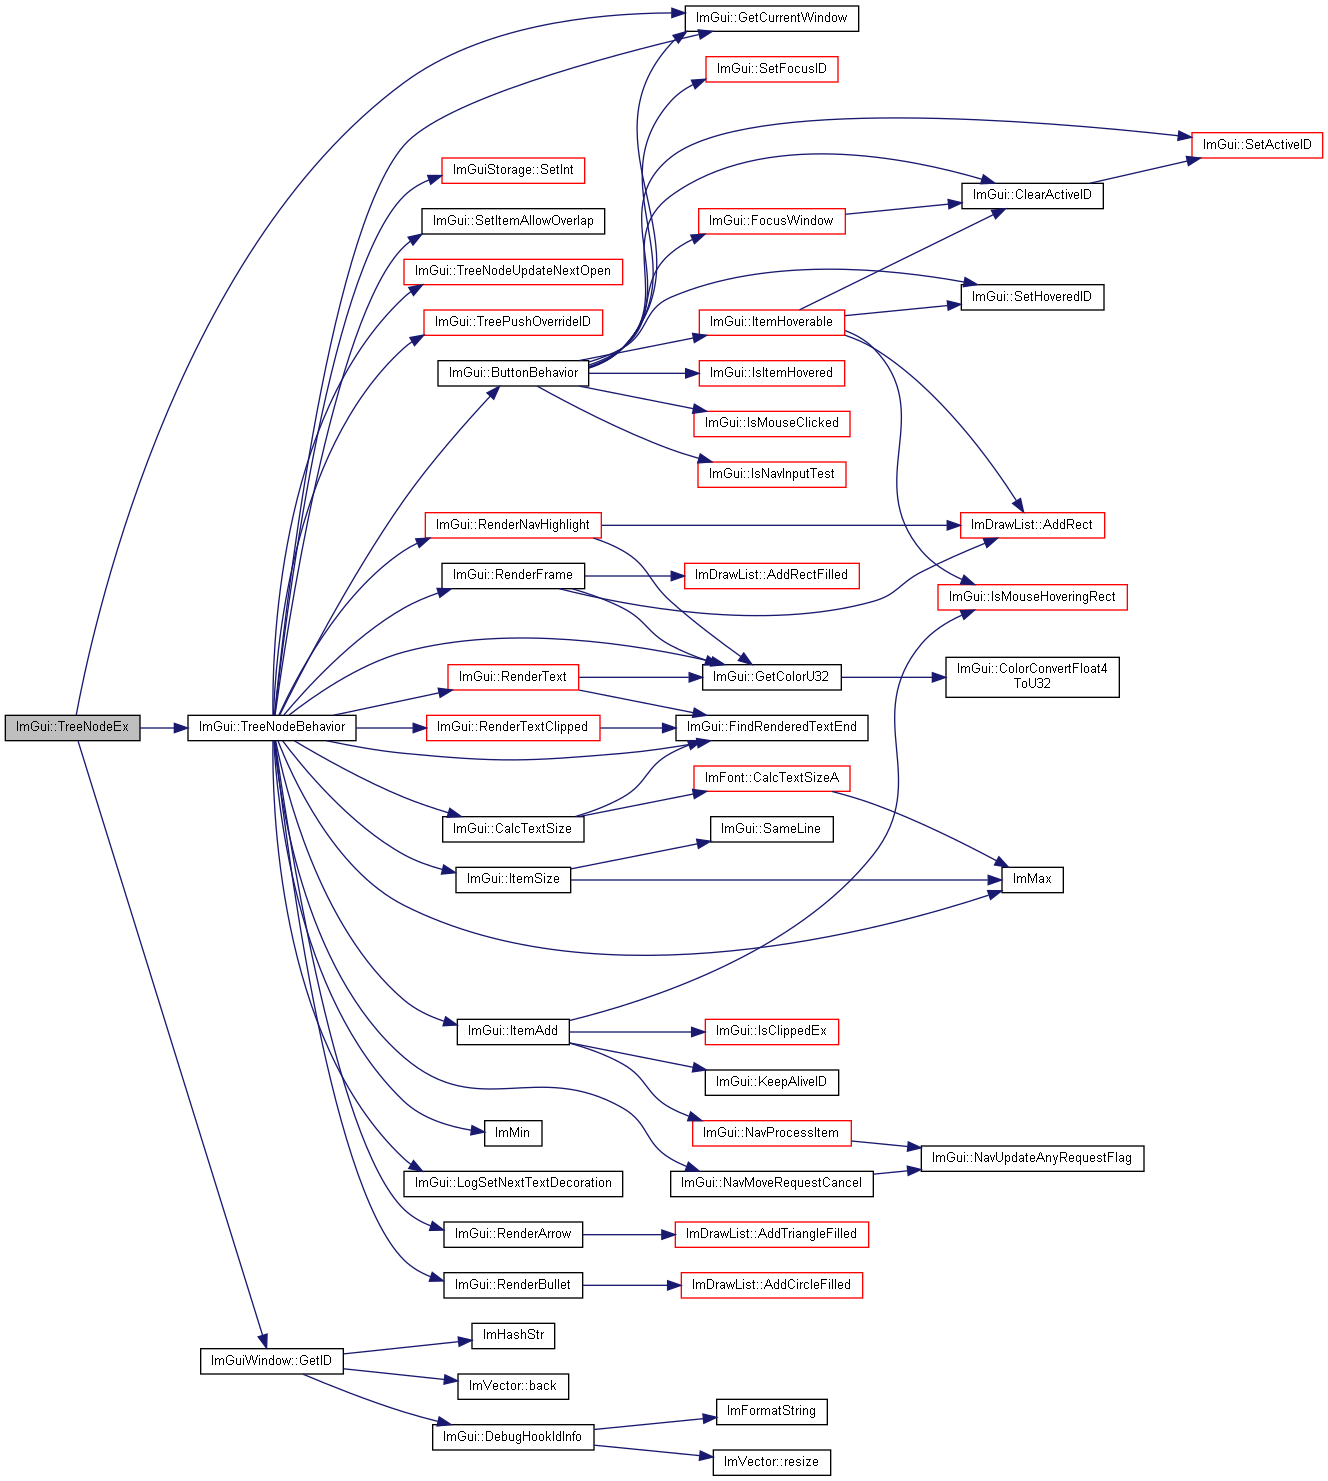 ImGui::GetCurrentWindow
ImGui::SetFocusID
ImGui::SetActiveID
ImGuiStorage::SetInt
ImGui::ClearActiveID
ImGui::SetItemAllowOverlap
ImGui::FocusWindow
ImGui::TreeNodeUpdateNextOpen
ImGui::SetHoveredID
ImGui::TreePushOverrideID
ImGui::ItemHoverable
ImGui::ButtonBehavior
ImGui::IsItemHovered
ImGui::IsMouseClicked
ImGui::IsNavInputTest
ImGui::RenderNavHighlight
ImDrawList::AddRect
ImGui::RenderFrame
ImDrawList::AddRectFilled
ImGui::IsMouseHoveringRect
ImGui::RenderText
ImGui::GetColorU32
ImGui::ColorConvertFloat4
ToU32
ImGui::TreeNodeEx
ImGui::TreeNodeBehavior
ImGui::RenderTextClipped
ImGui::FindRenderedTextEnd
ImFont::CalcTextSizeA
ImGui::CalcTextSize
ImGui::SameLine
ImGui::ItemSize
ImMax
ImGui::ItemAdd
ImGui::IsClippedEx
ImGui::KeepAliveID
ImMin
ImGui::NavProcessItem
ImGui::NavUpdateAnyRequestFlag
ImGui::LogSetNextTextDecoration
ImGui::NavMoveRequestCancel
ImGui::RenderArrow
ImDrawList::AddTriangleFilled
ImGui::RenderBullet
ImDrawList::AddCircleFilled
ImHashStr
ImGuiWindow::GetID
ImVector::back
ImFormatString
ImGui::DebugHookIdInfo
ImVector::resize